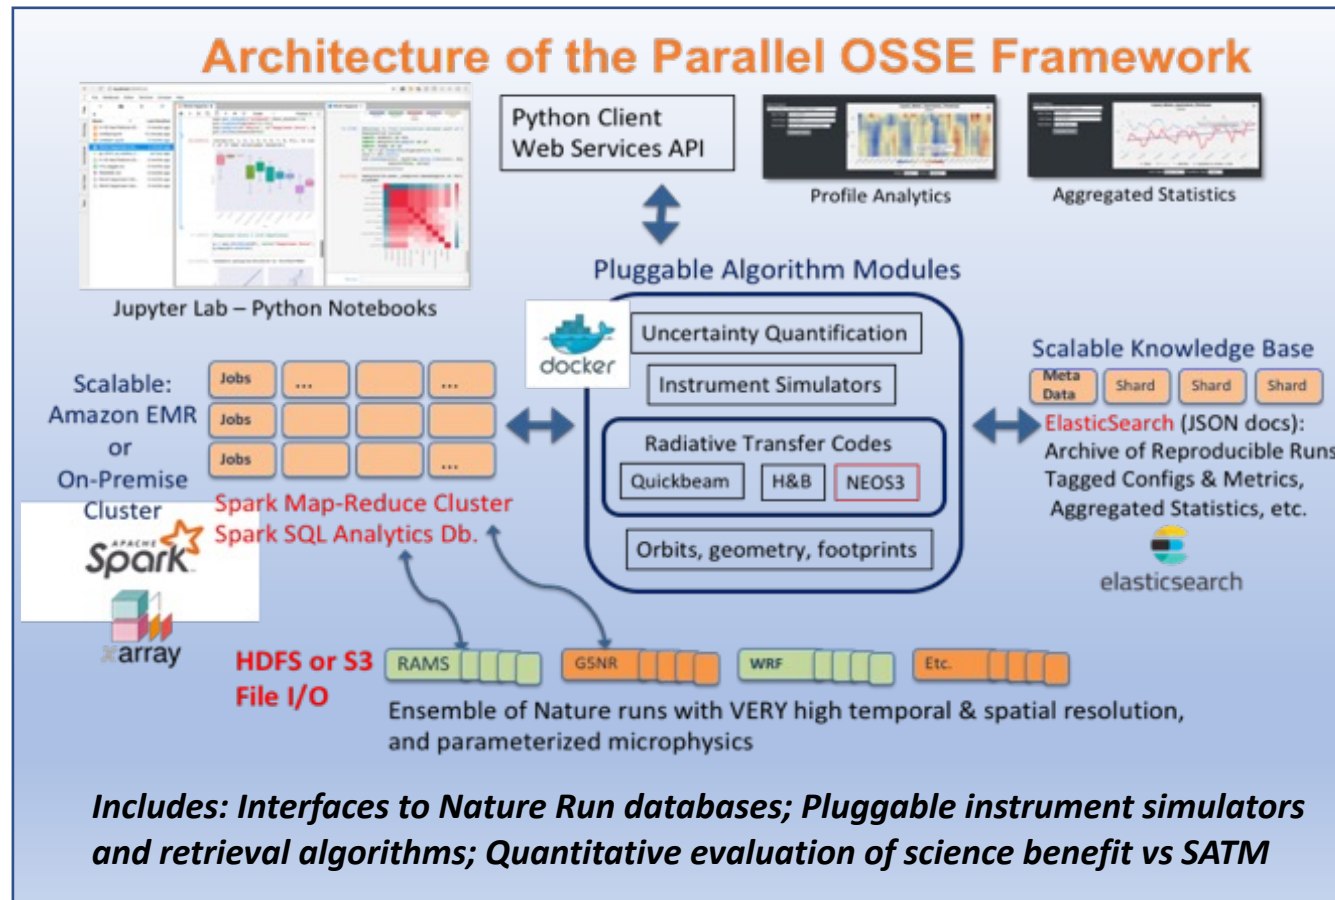 Architecture of the Parallel OSSE Framework
Python Client
Web Services API
Profile Analytics
Aggregated Statistics
Jupyter Lab – Python Notebooks
Pluggable Algorithm Modules
docker
Uncertainty Quantification
Instrument Simulators
Radiative Transfer Codes
Quickbeam
H&B
NEOS3
Orbits, geometry, footprints
Scalable:
Amazon EMR
or
On-Premise
Cluster
Jobs
...
...
Jobs
Jobs
...
Spark Map-Reduce Cluster
Spark SQL Analytics Db.
APACHE
Spark
xarray
Scalable Knowledge Base
Meta
Data
Shard
Shard
Shard
ElasticSearch (JSON docs):
Archive of Reproducible Runs
Tagged Configs & Metrics,
Aggregated Statistics, etc.
elasticsearch
HDFS or S3
File I/O
RAMS
G5NR
WRF
Etc.
Ensemble of Nature runs with VERY high temporal & spatial resolution,
and parameterized microphysics
Includes: Interfaces to Nature Run databases; Pluggable instrument simulators
and retrieval algorithms; Quantitative evaluation of science benefit vs SATM